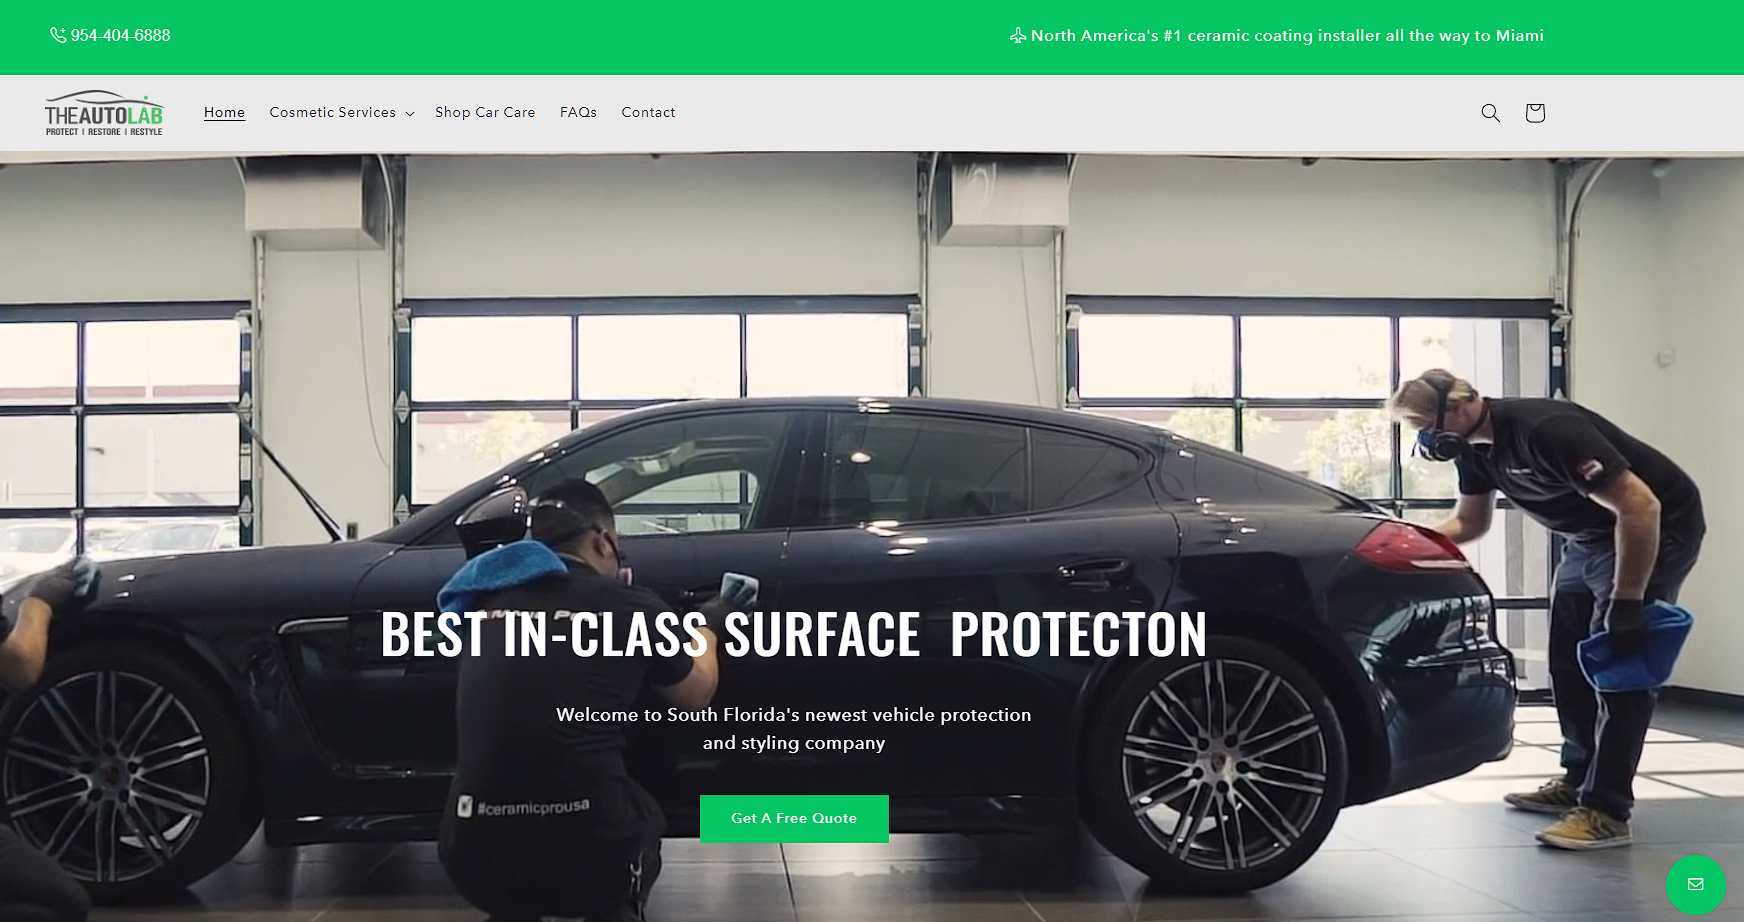 954-404-6888
North America's #1 ceramic coating installer all the way to Miami
THEAUTOLAB
PROTECT | RESTORE | RESTYLE
Home
Cosmetic Services
Shop Car Care
FAQs
Contact
BEST IN-CLASS SURFACE PROTECTON
Welcome to South Florida's newest vehicle protection
and styling company
#ceramicprousa
Get A Free Quote